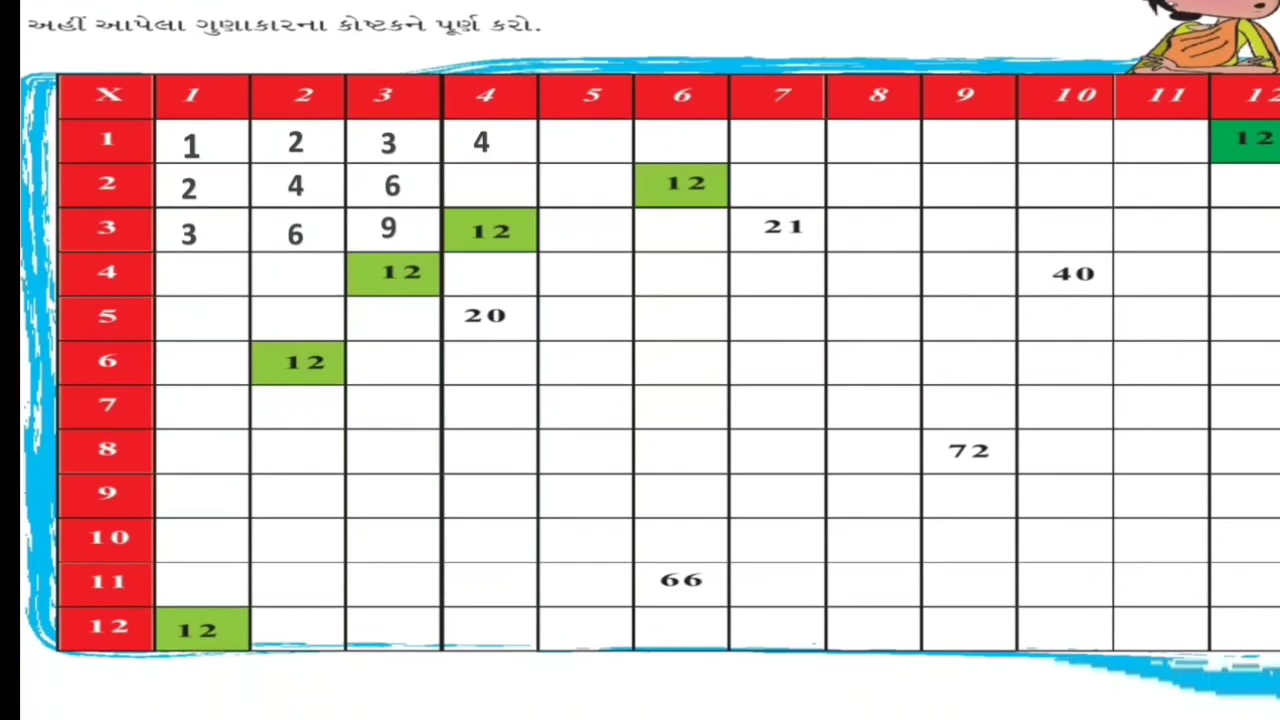 અહીં આપેલા ગુણાકારના કોષ્ટકને પૂર્ણ કરો.
X 1 2 3 4 5 6 7 8 9 10 11 12
1 1 2 3 4 12
2 2 4 6 12
3 3 6 9 12 21
4 12 40
5 20
6 12
7
8 72
9
10
11 66
12 12